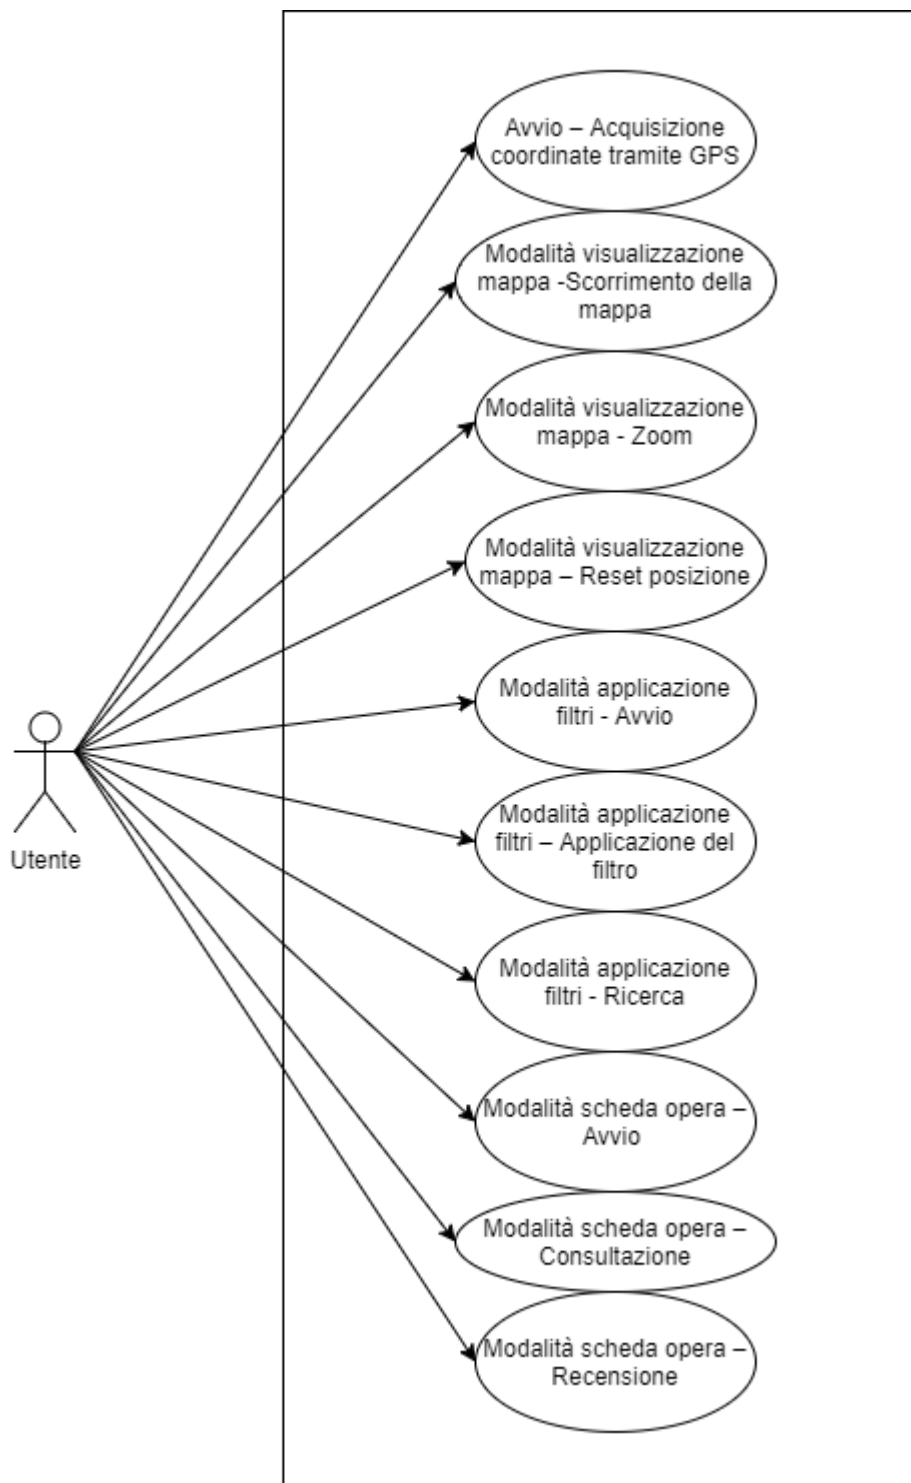 Avvio – Acquisizione
coordinate tramite GPS
Modalità visualizzazione
mappa -Scorrimento della
mappa
Modalità visualizzazione
mappa - Zoom
Modalità visualizzazione
mappa – Reset posizione
Modalità applicazione
filtri - Avvio
Modalità applicazione
filtri – Applicazione del
filtro
Utente
Modalità applicazione
filtri - Ricerca
Modalità scheda opera –
Avvio
Modalità scheda opera –
Consultazione
Modalità scheda opera –
Recensione